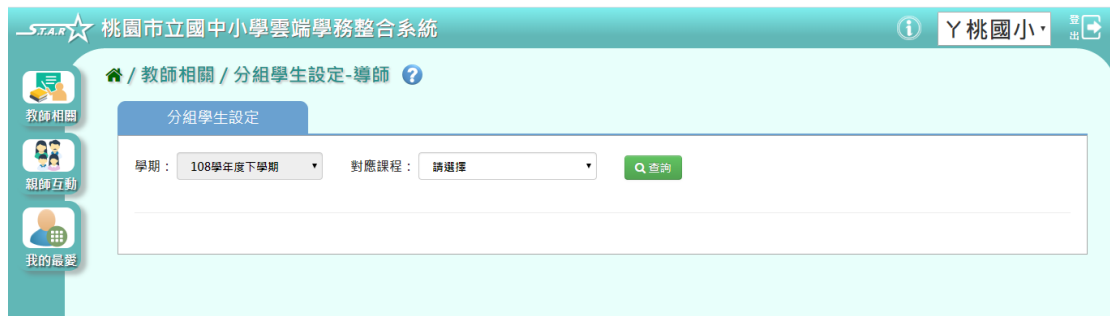 S.T.A.R 桃園市立國中小學雲端學務整合系統
ㄚ桃國小
登出
/ 教師相關 / 分組學生設定-導師
教師相關
分組學生設定
學期： 108學年度下學期 對應課程： 請選擇 查詢
親師互動
我的最愛